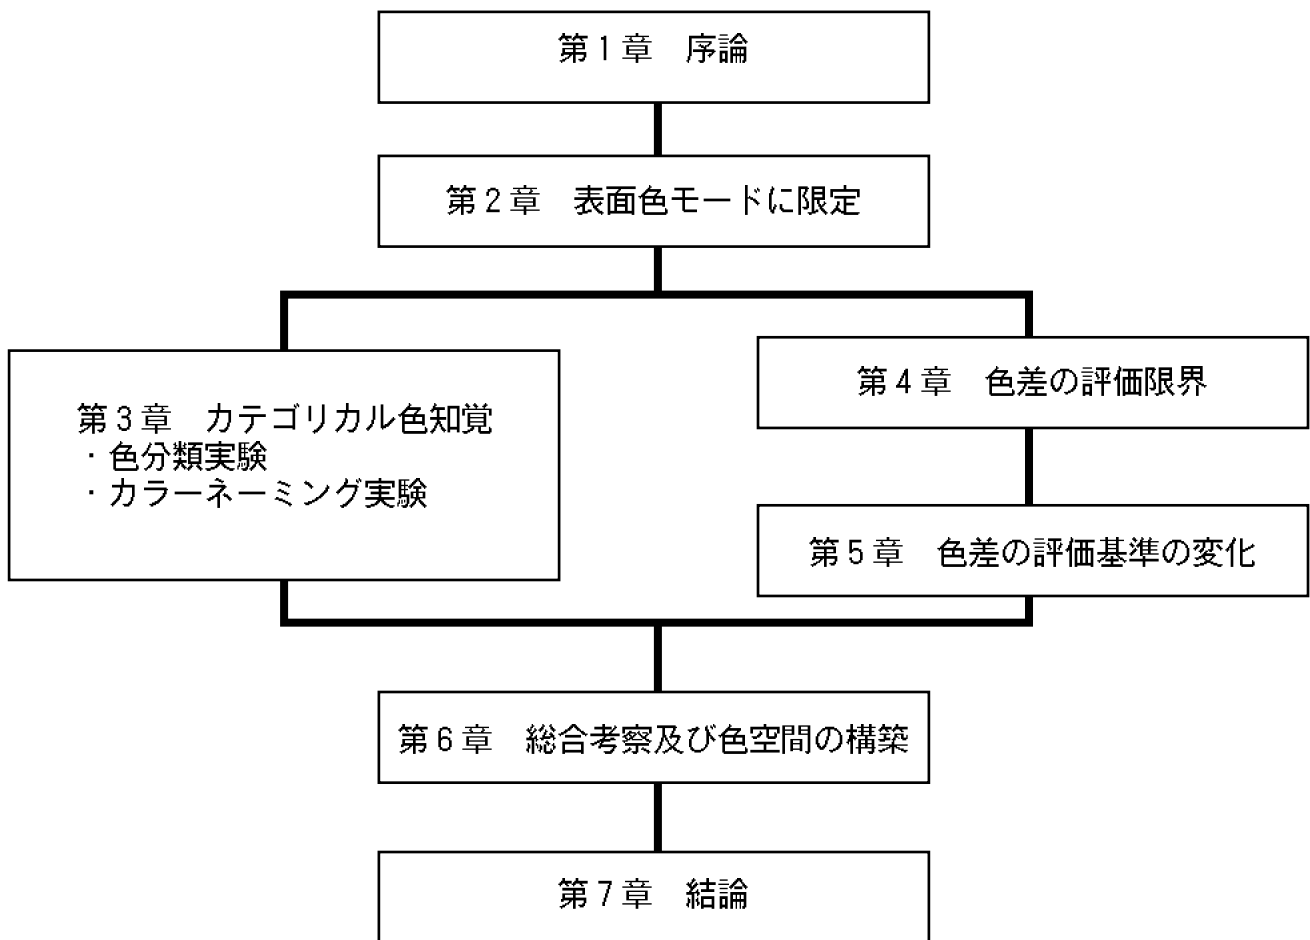 第1章　序論
第2章　表面色モードに限定
第3章　カテゴリカル色知覚
・色分類実験
・カラーネーミング実験
第4章　色差の評価限界
第5章　色差の評価基準の変化
第6章　総合考察及び色空間の構築
第7章　結論